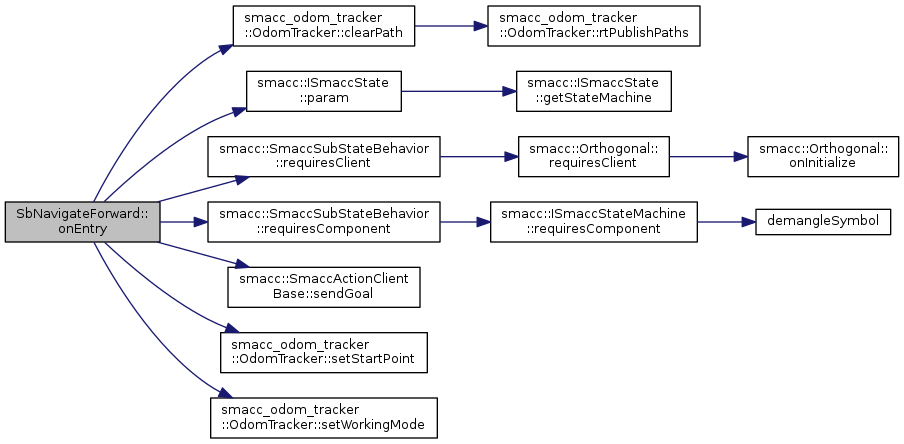 smacc_odom_tracker
::OdomTracker::clearPath
smacc_odom_tracker
::OdomTracker::rtPublishPaths
smacc::ISmaccState
::param
smacc::ISmaccState
::getStateMachine
smacc::SmaccSubStateBehavior
::requiresClient
smacc::Orthogonal::
requiresClient
smacc::Orthogonal::
onInitialize
SbNavigateForward::
onEntry
smacc::SmaccSubStateBehavior
::requiresComponent
smacc::ISmaccStateMachine
::requiresComponent
demangleSymbol
smacc::SmaccActionClient
Base::sendGoal
smacc_odom_tracker
::OdomTracker::setStartPoint
smacc_odom_tracker
::OdomTracker::setWorkingMode